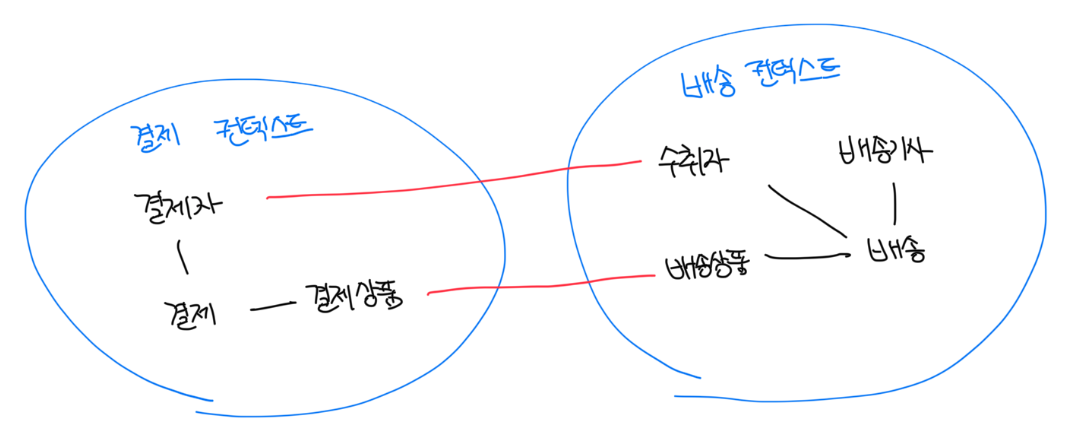 결제 컨텍스트
결제자
결제
결제상품
배송 컨텍스트
수취자
배송기사
배송상품
배송